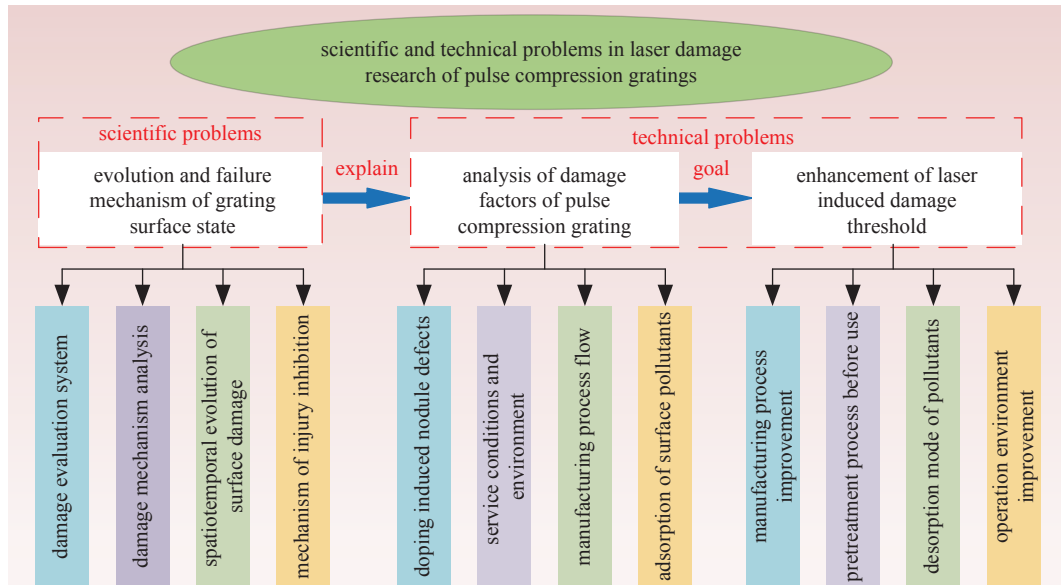 scientific and technical problems in laser damage
research of pulse compression gratings
scientific problems
technical problems
evolution and failure
mechanism of grating
surface state
explain
analysis of damage
factors of pulse
compression grating
goal
enhancement of laser
induced damage
threshold
damage evaluation system
damage mechanism analysis
spatiotemporal evolution of
surface damage
mechanism of injury inhibition
doping induced nodule defects
service conditions and
environment
manufacturing process flow
adsorption of surface pollutants
manufacturing process
improvement
pretreatment process before use
desorption mode of pollutants
operation environment
improvement